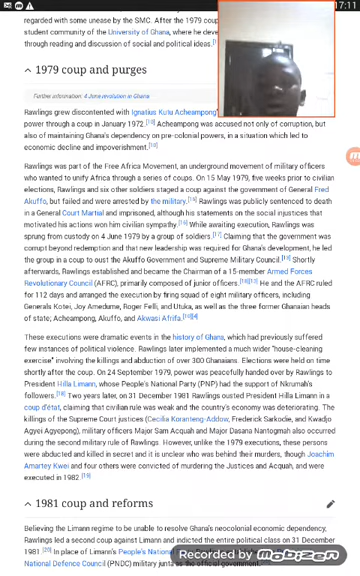 17:11
regarded with some unease by the SMC. After the 1979 coup
student community of the University of Ghana, where he deve
through reading and discussion of social and political ideas.
1979 coup and purges
Further information: 4 June revolution in Ghana
Rawlings grew discontented with Ignatius Kutu Acheampong'
power through a coup in January 1972. Acheampong was accused not only of corruption, but
also of maintaining Ghana's dependency on pre-colonial powers, in a situation which led to
economic decline and impoverishment.
Rawlings was part of the Free Africa Movement, an underground movement of military officers
who wanted to unify Africa through a series of coups. On 15 May 1979, five weeks prior to civilian
elections, Rawlings and six other soldiers staged a coup against the government of General Fred
Akuffo, but failed and were arrested by the military. Rawlings was publicly sentenced to death
in a General Court Martial and imprisoned, although his statements on the social injustices that
motivated his actions won him civilian sympathy. While awaiting execution, Rawlings was
sprung from custody on 4 June 1979 by a group of soldiers. Claiming that the government was
corrupt beyond redemption and that new leadership was required for Ghana's development, he led
the group in a coup to oust the Akuffo Government and Supreme Military Council. Shortly
afterwards, Rawlings established and became the Chairman of a 15-member Armed Forces
Revolutionary Council (AFRC), primarily composed of junior officers. He and the AFRC ruled
for 112 days and arranged the execution by firing squad of eight military officers, including
Generals Kotei, Joy Amedume, Roger Felli, and Utuka, as well as the three former Ghanaian heads
of state; Acheampong, Akuffo, and Akwasi Afrifa.
These executions were dramatic events in the history of Ghana, which had previously suffered
few instances of political violence. Rawlings later implemented a much wider "house-cleaning
exercise" involving the killings and abduction of over 300 Ghanaians. Elections were held on time
shortly after the coup. On 24 September 1979, power was peacefully handed over by Rawlings to
President Hilla Limann, whose People's National Party (PNP) had the support of Nkrumah's
followers. Two years later, on 31 December 1981 Rawlings ousted President Hilla Limann in a
coup d'état, claiming that civilian rule was weak and the country's economy was deteriorating. The
killings of the Supreme Court justices (Cecilia Koranteng-Addow, Frederick Sarkodie, and Kwadjo
Agyei Agyepong), military officers Major Sam Acquah and Major Dasana Nantogmah also occurred
during the second military rule of Rawlings. However, unlike the 1979 executions, these persons
were abducted and killed in secret and it is unclear who was behind their murders, though Joachim
Amartey Kwei and four others were convicted of murdering the Justices and Acquah, and were
executed in 1982.
1981 coup and reforms
Believing the Limann regime to be unable to resolve Ghana's neocolonial economic dependency,
Rawlings led a second coup against Limann and indicted the entire political class on 31 December
1981. In place of Limann's People's National
National Defence Council (PNDC) military junta as the official government.
Recorded by mobizen